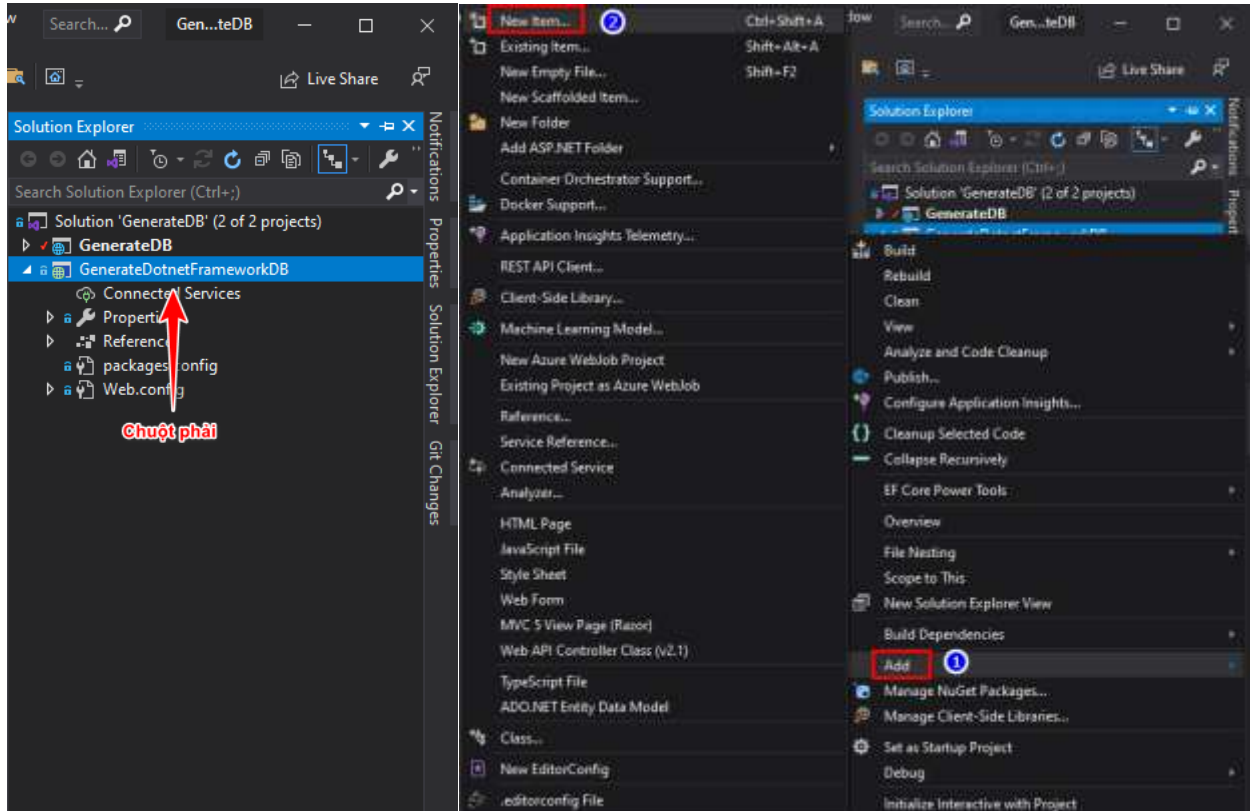 w
Search...
Gen...teDB
Live Share
Solution Explorer
Search Solution Explorer (Ctrl+;)
Solution 'GenerateDB' (2 of 2 projects)
GenerateDB
GenerateDotnetFrameworkDB
Connected Services
Properti
Reference
packages.config
Web.config
Chuột phải
Notifications
Properties
Solution Explorer
Git Changes
New Item... 2 Ctrl+Shift+A
Existing Item... Shift+Alt+A
New Empty File... Shift+F2
New Scaffolded Item...
New Folder
Add ASP.NET Folder
Container Orchestrator Support...
Docker Support...
Application Insights Telemetry...
REST API Client...
Client-Side Library...
Machine Learning Model...
New Azure WebJob Project
Existing Project as Azure WebJob
Reference...
Service Reference...
Connected Service
Analyzer...
HTML Page
JavaScript File
Style Sheet
Web Form
MVC 5 View Page (Razor)
Web API Controller Class (v2.1)
TypeScript File
ADO.NET Entity Data Model
Class...
New EditorConfig
.editorconfig File
dow
Search...
Gen...teDB
Live Share
Solution Explorer
Search Solution Explorer (Ctrl+;)
Solution 'GenerateDB' (2 of 2 projects)
GenerateDB
Notifications
Propert
Build
Rebuild
Clean
View
Analyze and Code Cleanup
Publish...
Configure Application Insights...
Cleanup Selected Code
Collapse Recursively
EF Core Power Tools
Overview
File Nesting
Scope to This
New Solution Explorer View
Build Dependencies
Add 1
Manage NuGet Packages...
Manage Client-Side Libraries...
Set as Startup Project
Debug
Initialize Interactive with Project